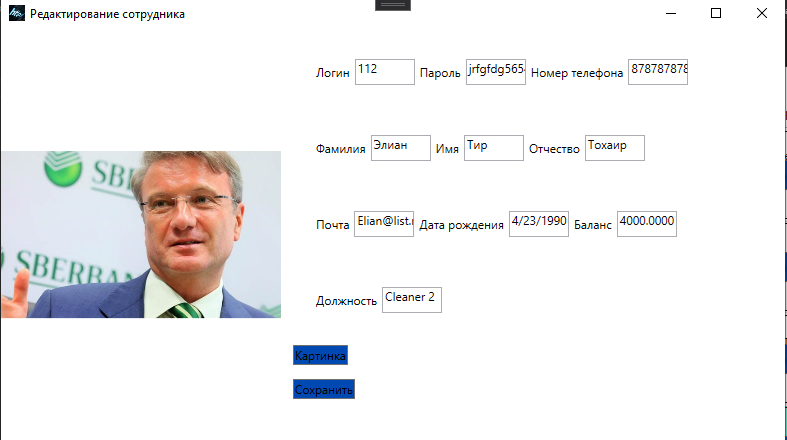 Редактирование сотрудника
Логин 112 Пароль jrfgfdg565 Номер телефона 878787878
Фамилия Элиан Имя Тир Отчество Тохаир
Почта Elian@list. Дата рождения 4/23/1990 Баланс 4000.0000
SBE
SBERBAN
Должность Cleaner 2
Картинка
Сохранить